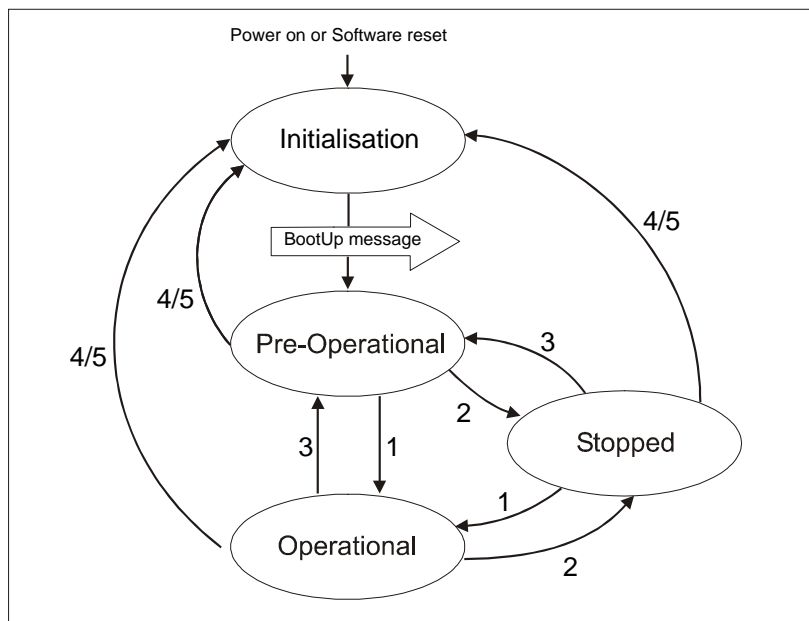 Power on or Software reset
Initialisation
BootUp message
4/5
4/5
4/5
Pre-Operational
3
2
Stopped
3
1
1
Operational
2